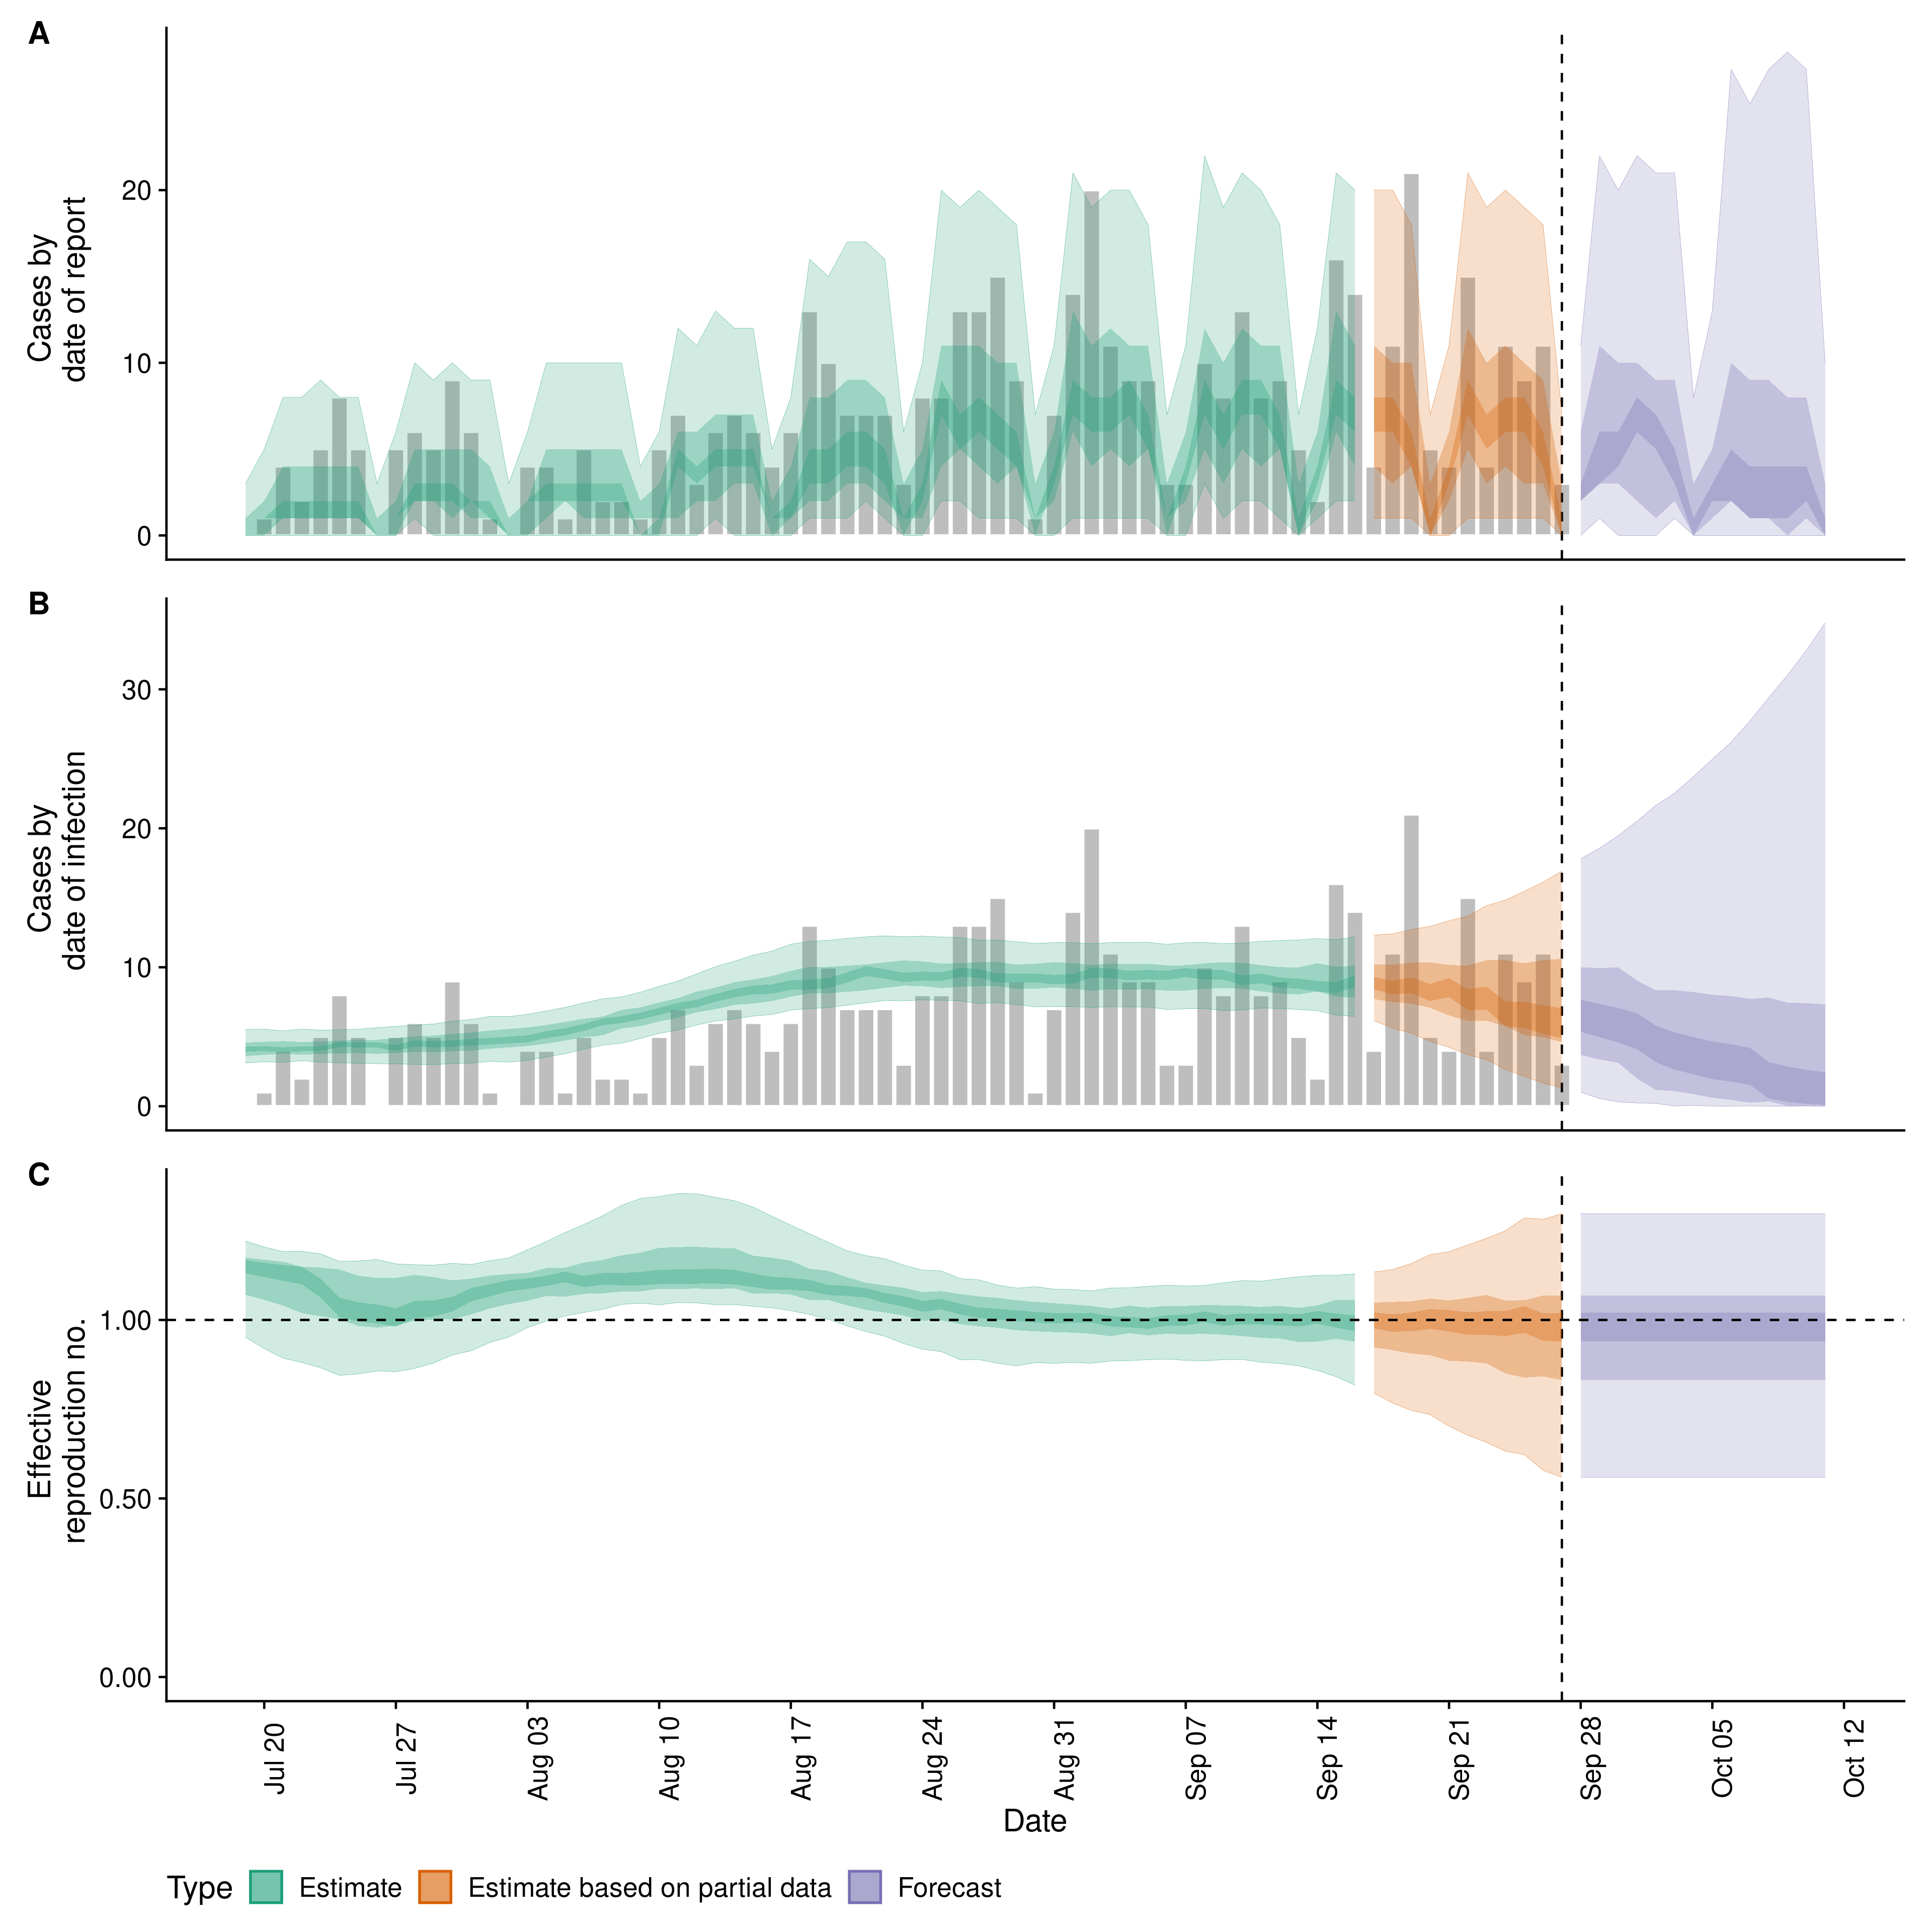 A
Cases by
date of report
20
10
0
B
Cases by
date of infection
30
20
10
0
C
Effective
reproduction no.
1.00
0.50
0.00
Jul 20
Jul 27
Aug 03
Aug 10
Aug 17
Aug 24
Aug 31
Sep 07
Sep 14
Sep 21
Sep 28
Oct 05
Oct 12
Date
Type
Estimate
Estimate based on partial data
Forecast